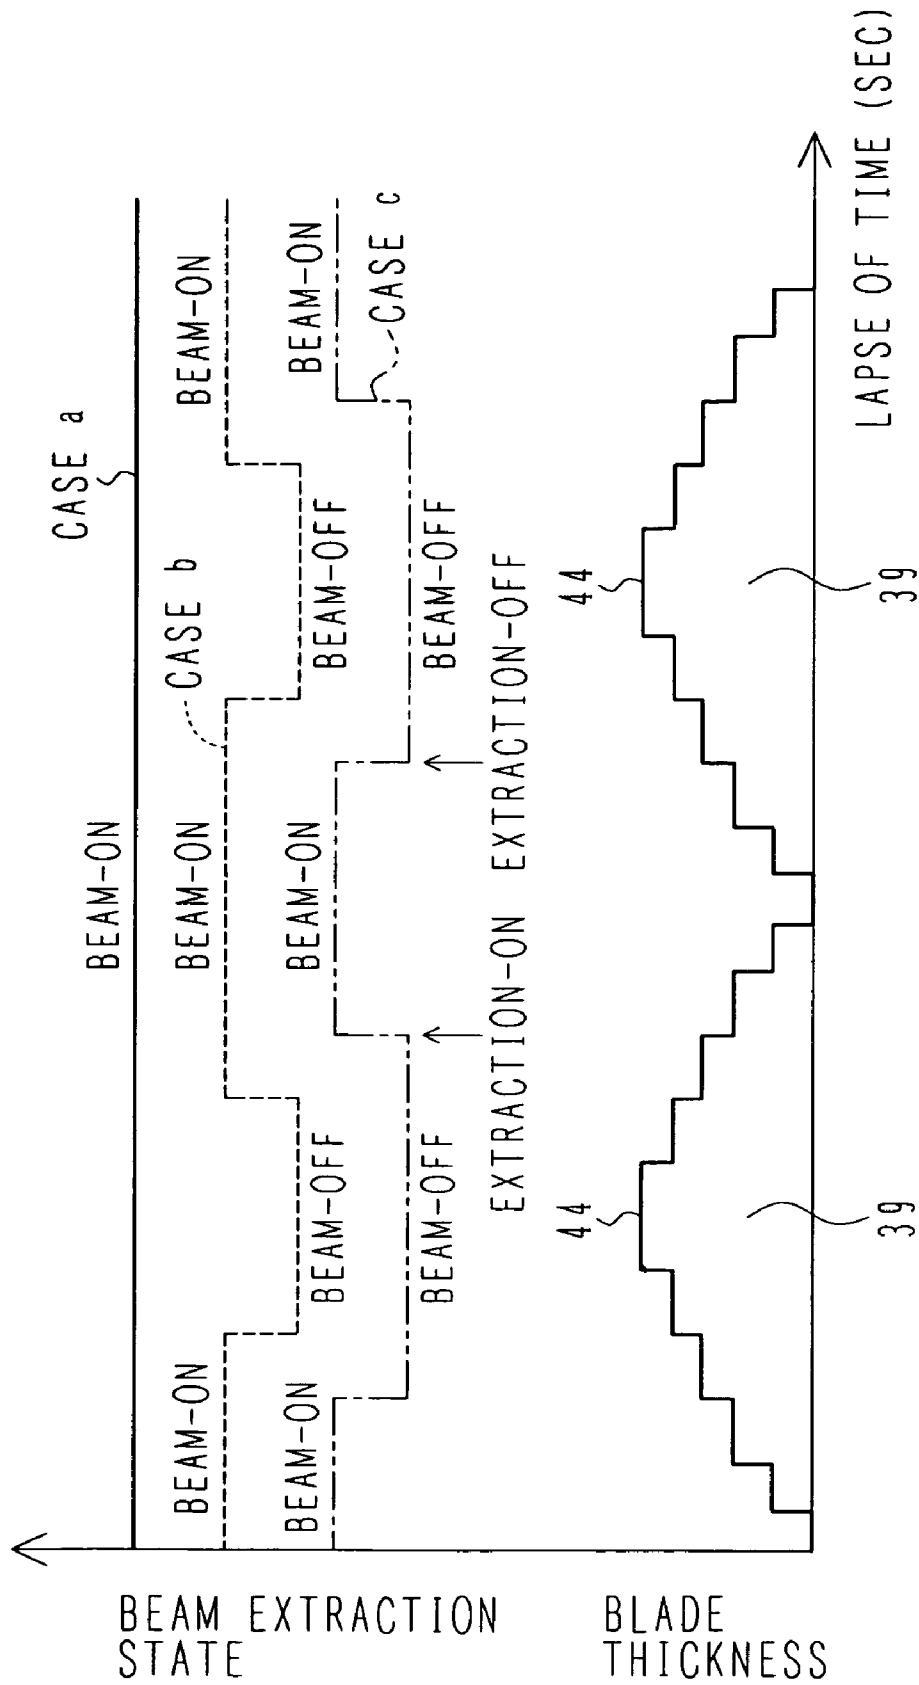 CASE a
BEAM-ON
CASE b
BEAM-ON
BEAM-ON
BEAM-ON
BEAM-OFF
BEAM-OFF
BEAM-ON
BEAM-ON
BEAM-ON
CASE c
BEAM-OFF
BEAM-OFF
EXTRACTION-ON
EXTRACTION-OFF
BEAM EXTRACTION
STATE
44
44
39
39
BLADE
THICKNESS
LAPSE OF TIME (SEC)